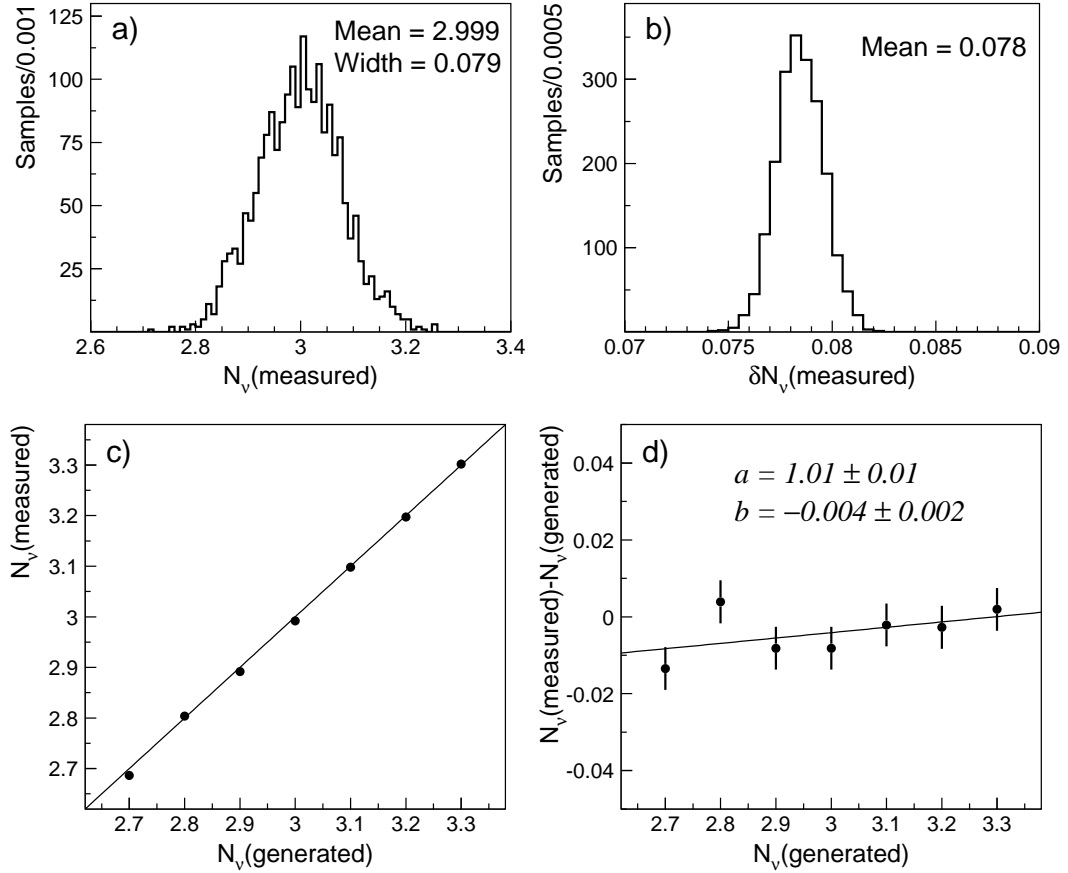 a)
Mean = 2.999
Width = 0.079
Samples/0.001
125
100
75
50
25
2.6
2.8
3
3.2
3.4
Nν(measured)
b)
Mean = 0.078
Samples/0.0005
300
200
100
0.07
0.075
0.08
0.085
0.09
δNν(measured)
c)
Nν(measured)
3.3
3.2
3.1
3
2.9
2.8
2.7
2.7
2.8
2.9
3
3.1
3.2
3.3
Nν(generated)
d)
a = 1.01 ± 0.01
b = −0.004 ± 0.002
Nν(measured)-Nν(generated)
0.04
0.02
0
-0.02
-0.04
2.7
2.8
2.9
3
3.1
3.2
3.3
Nν(generated)